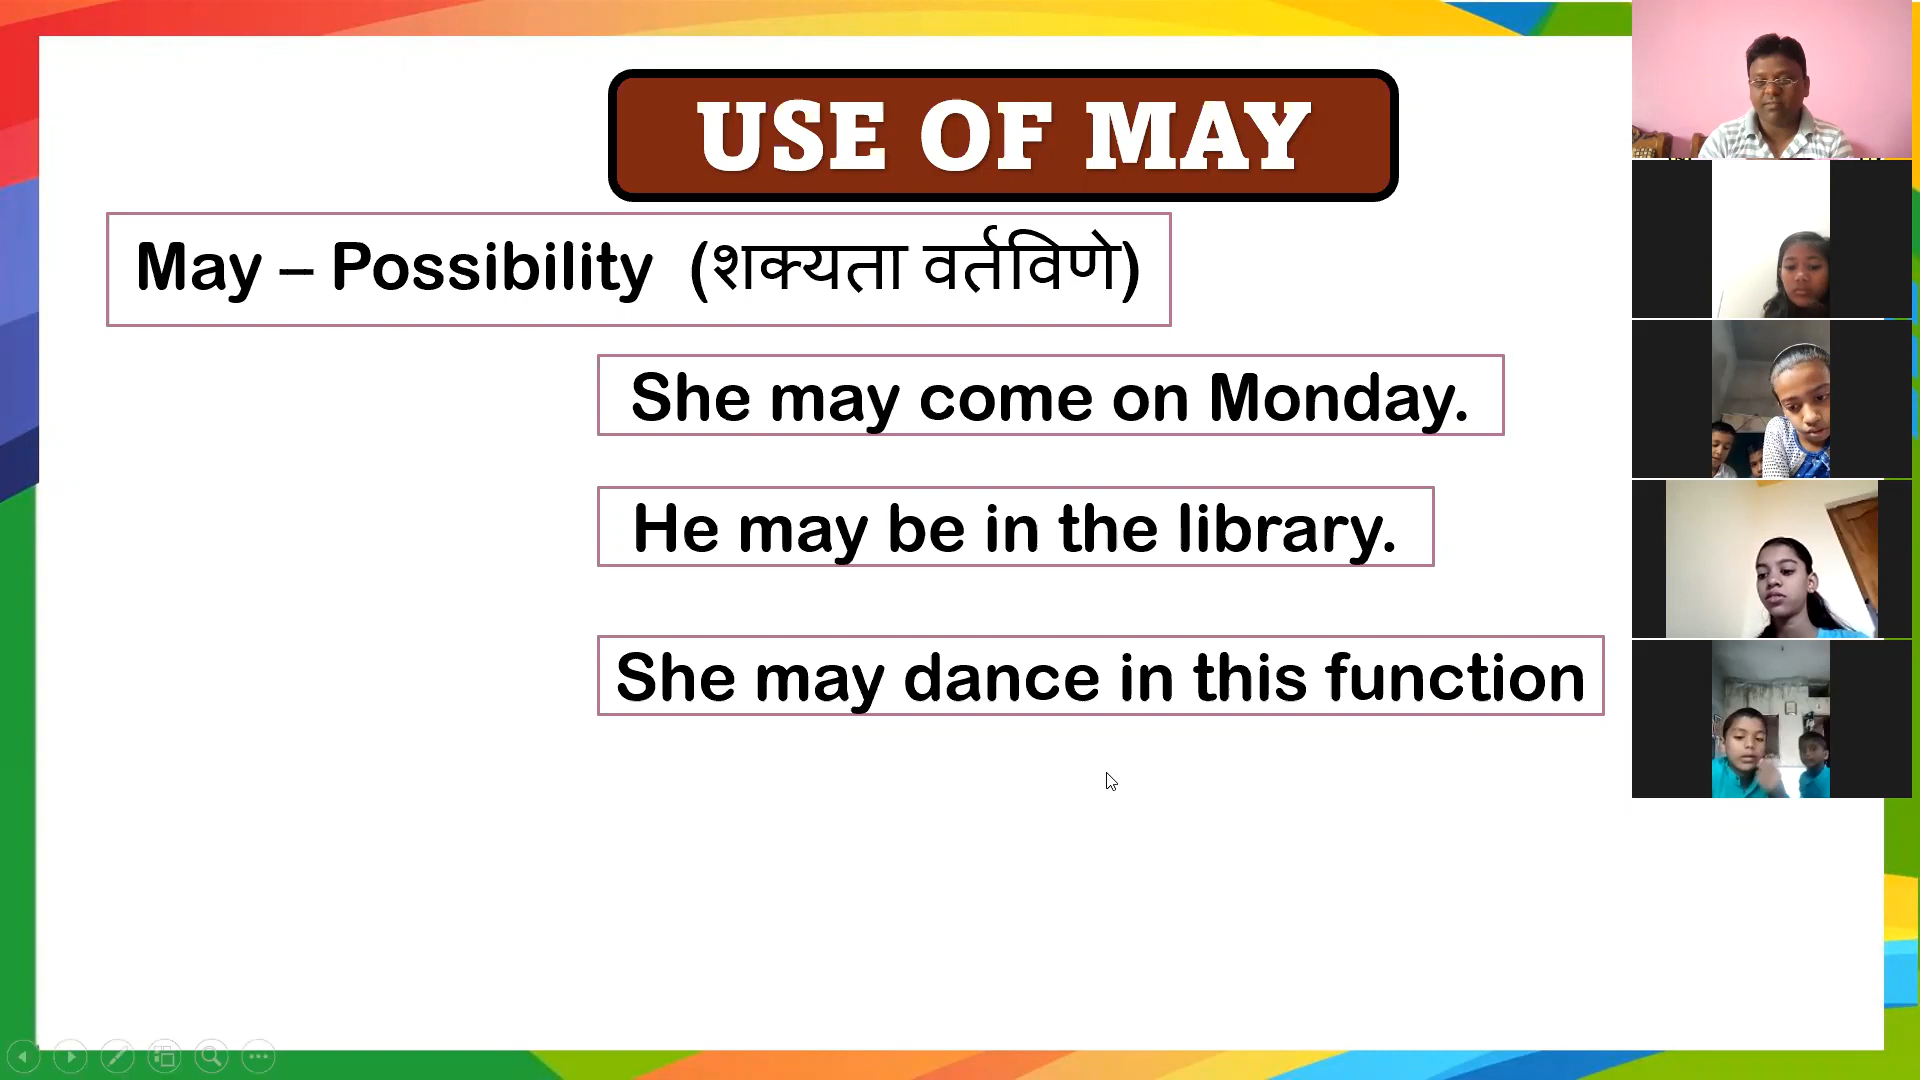 USE OF MAY
May – Possibility (शक्यता वर्तविणे)
She may come on Monday.
He may be in the library.
She may dance in this function